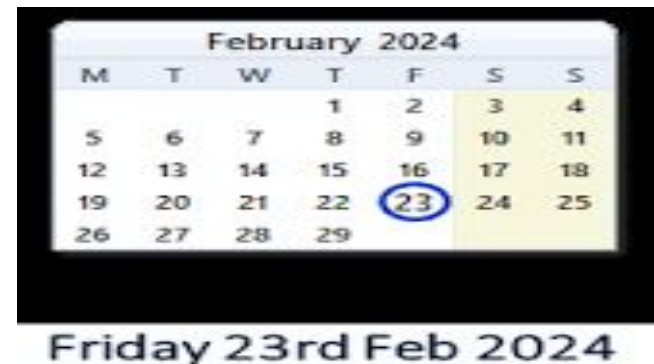 February 2024
M T W T F S S
1 2 3 4
5 6 7 8 9 10 11
12 13 14 15 16 17 18
19 20 21 22 23 24 25
26 27 28 29
Friday 23rd Feb 2024